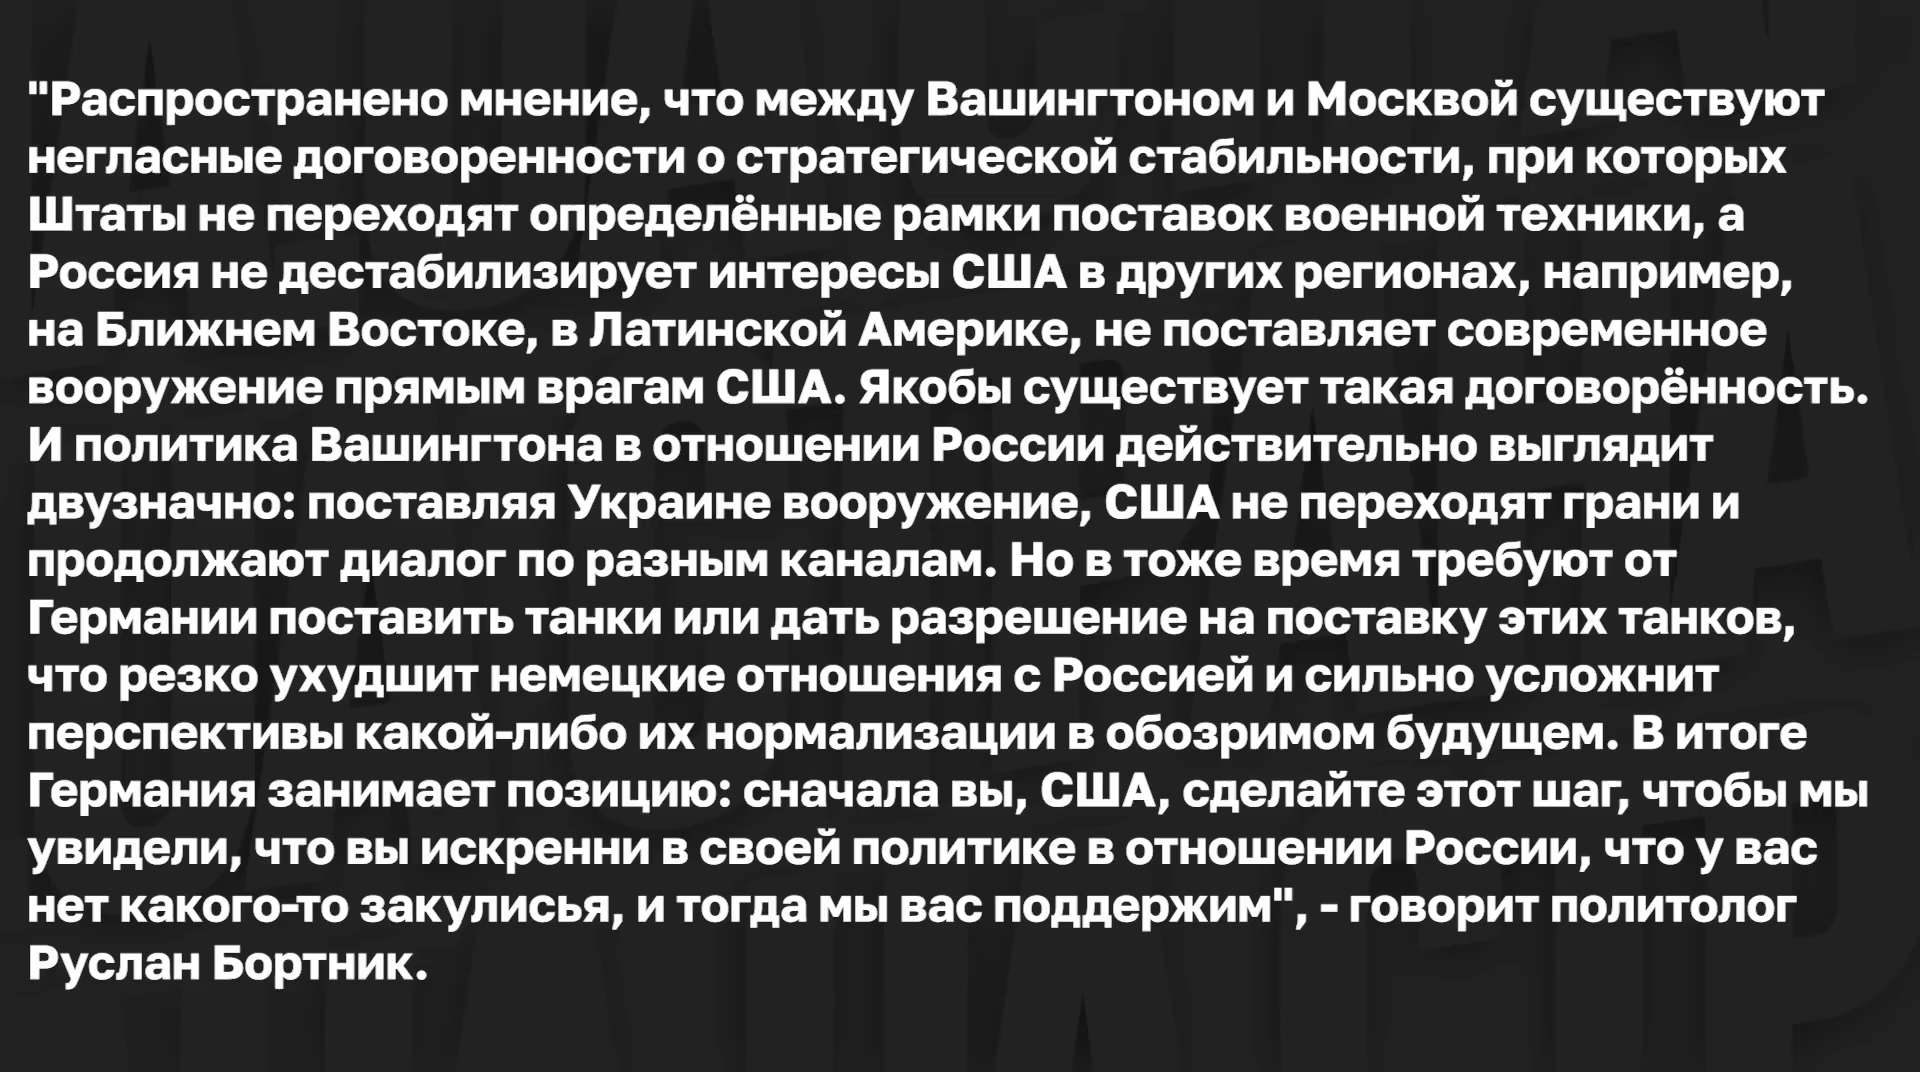 "Распространено мнение, что между Вашингтоном и Москвой существуют
негласные договоренности о стратегической стабильности, при которых
Штаты не переходят определённые рамки поставок военной техники, а
Россия не дестабилизирует интересы США в других регионах, например,
на Ближнем Востоке, в Латинской Америке, не поставляет современное
вооружение прямым врагам США. Якобы существует такая договорённость.
И политика Вашингтона в отношении России действительно выглядит
двузначно: поставляя Украине вооружение, США не переходят грани и
продолжают диалог по разным каналам. Но в тоже время требуют от
Германии поставить танки или дать разрешение на поставку этих танков,
что резко ухудшит немецкие отношения с Россией и сильно усложнит
перспективы какой-либо их нормализации в обозримом будущем. В итоге
Германия занимает позицию: сначала вы, США, сделайте этот шаг, чтобы мы
увидели, что вы искренни в своей политике в отношении России, что у вас
нет какого-то закулисья, и тогда мы вас поддержим", - говорит политолог
Руслан Бортник.